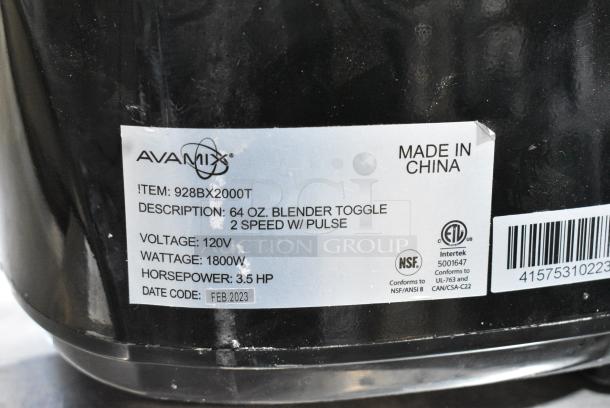 AVAMIX®
MADE IN
CHINA
ITEM: 928BX2000T
DESCRIPTION: 64 OZ. BLENDER TOGGLE
2 SPEED W/ PULSE
VOLTAGE: 120V
WATTAGE: 1800W
HORSEPOWER: 3.5 HP
DATE CODE: FEB 2023
NSF.
Conforms to
NSF/ANSI 8
C ETL US
Intertek
5001647
Conforms to
UL-763 and
CAN/CSA-C22
41575310223